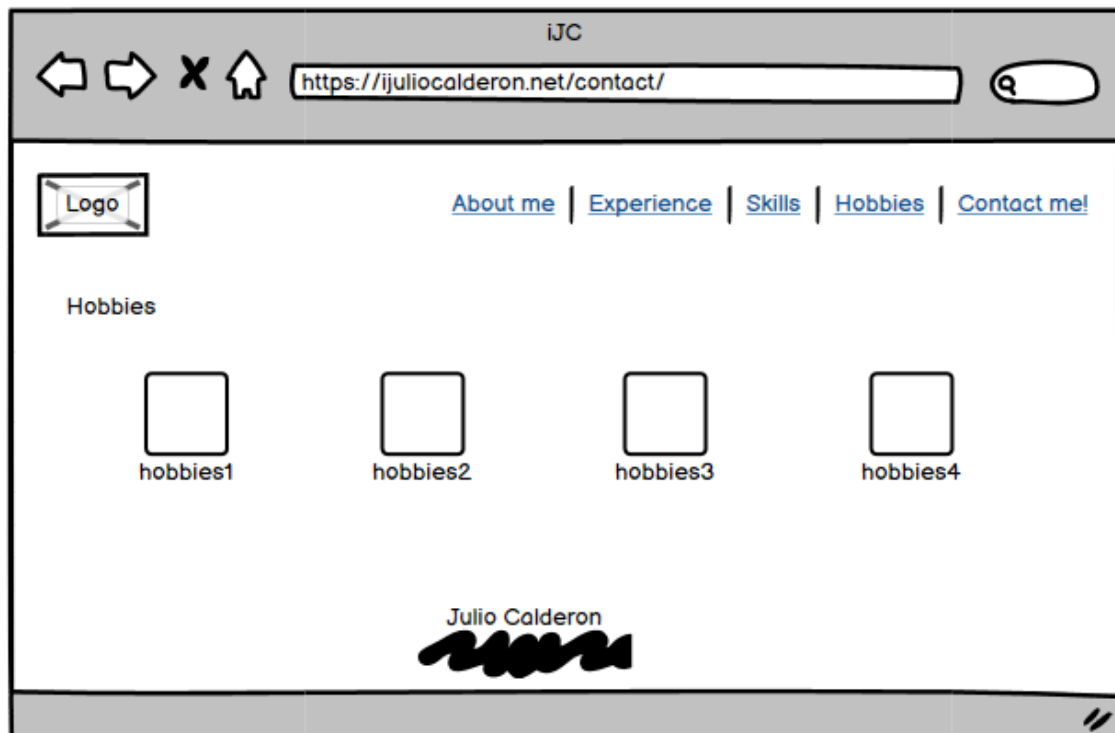 iJC
https://ijuliocalderon.net/contact/
Logo
About me | Experience | Skills | Hobbies | Contact me!
Hobbies
hobbies1 hobbies2 hobbies3 hobbies4
Julio Calderon